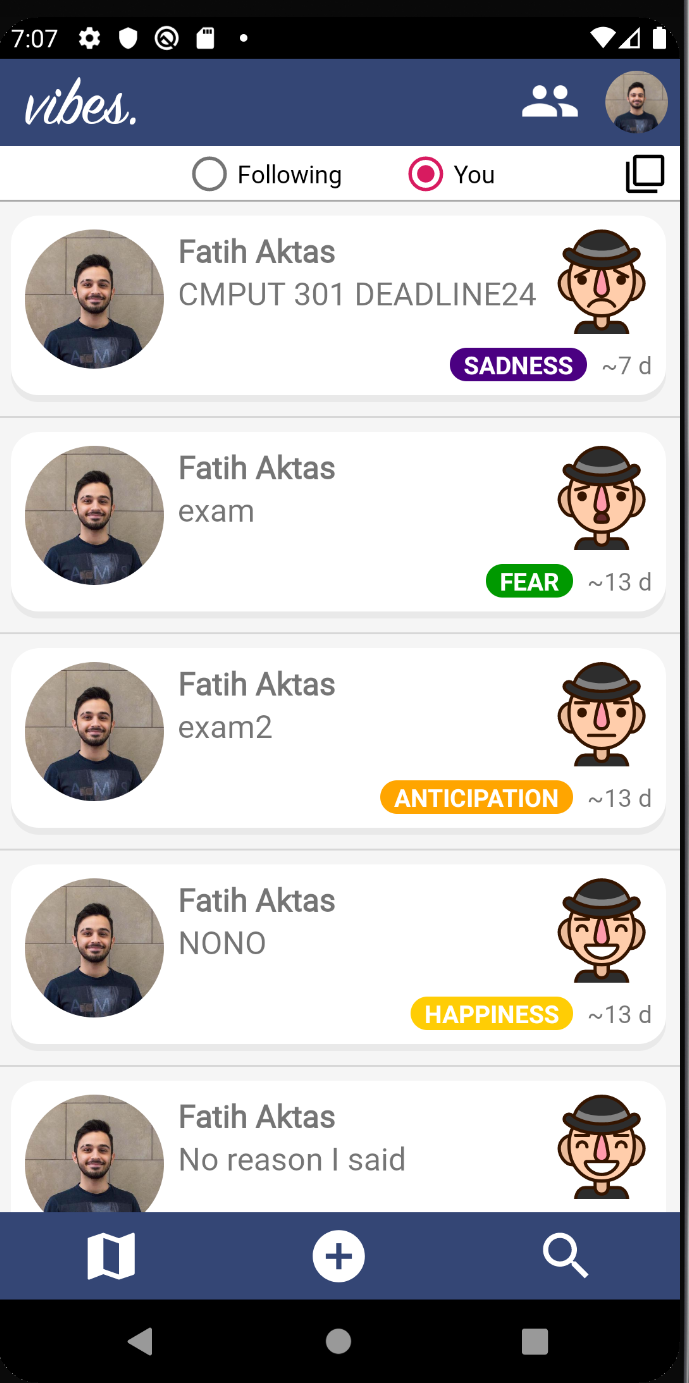 7:07
vibes.
Following
You
Fatih Aktas
CMPUT 301 DEADLINE24
SADNESS ~7 d
Fatih Aktas
exam
FEAR ~13 d
Fatih Aktas
exam2
ANTICIPATION ~13 d
Fatih Aktas
NONO
HAPPINESS ~13 d
Fatih Aktas
No reason I said